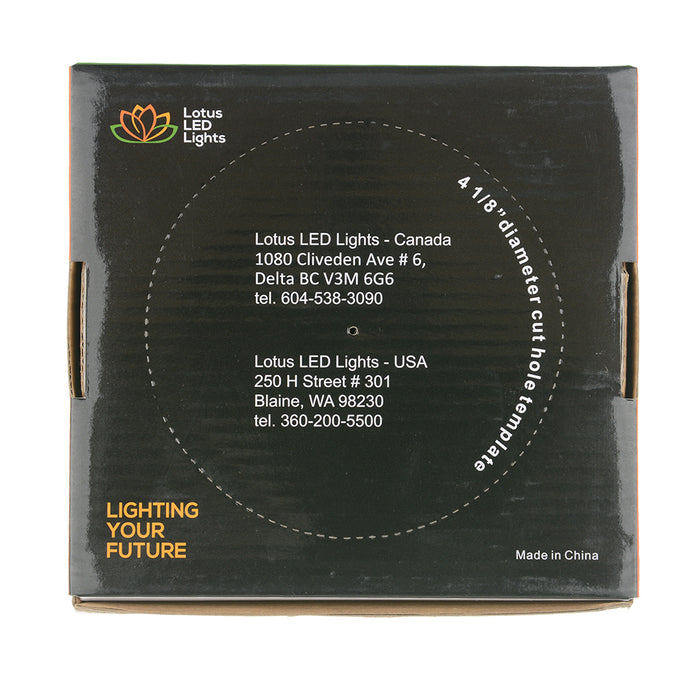 Lotus
LED
Lights
4 1/8” diameter cut hole template
Lotus LED Lights - Canada
1080 Cliveden Ave # 6,
Delta BC V3M 6G6
tel. 604-538-3090
Lotus LED Lights - USA
250 H Street # 301
Blaine, WA 98230
tel. 360-200-5500
LIGHTING
YOUR
FUTURE
Made in China